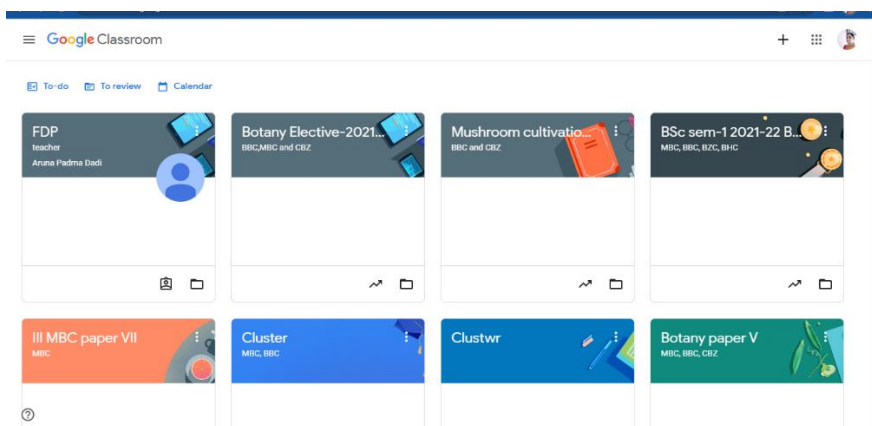 Google Classroom
To-do To review Calendar
FDP
teacher
Aruna Padma Dadi
Botany Elective-2021...
BBC,MBC and CBZ
Mushroom cultivatio...
BBC and CBZ
BSc sem-1 2021-22 B...
MBC, BBC, BZC, BHC
III MBC paper VII
MBC
Cluster
MBC, BBC
Clustwr
Botany paper V
MBC, BBC, CBZ